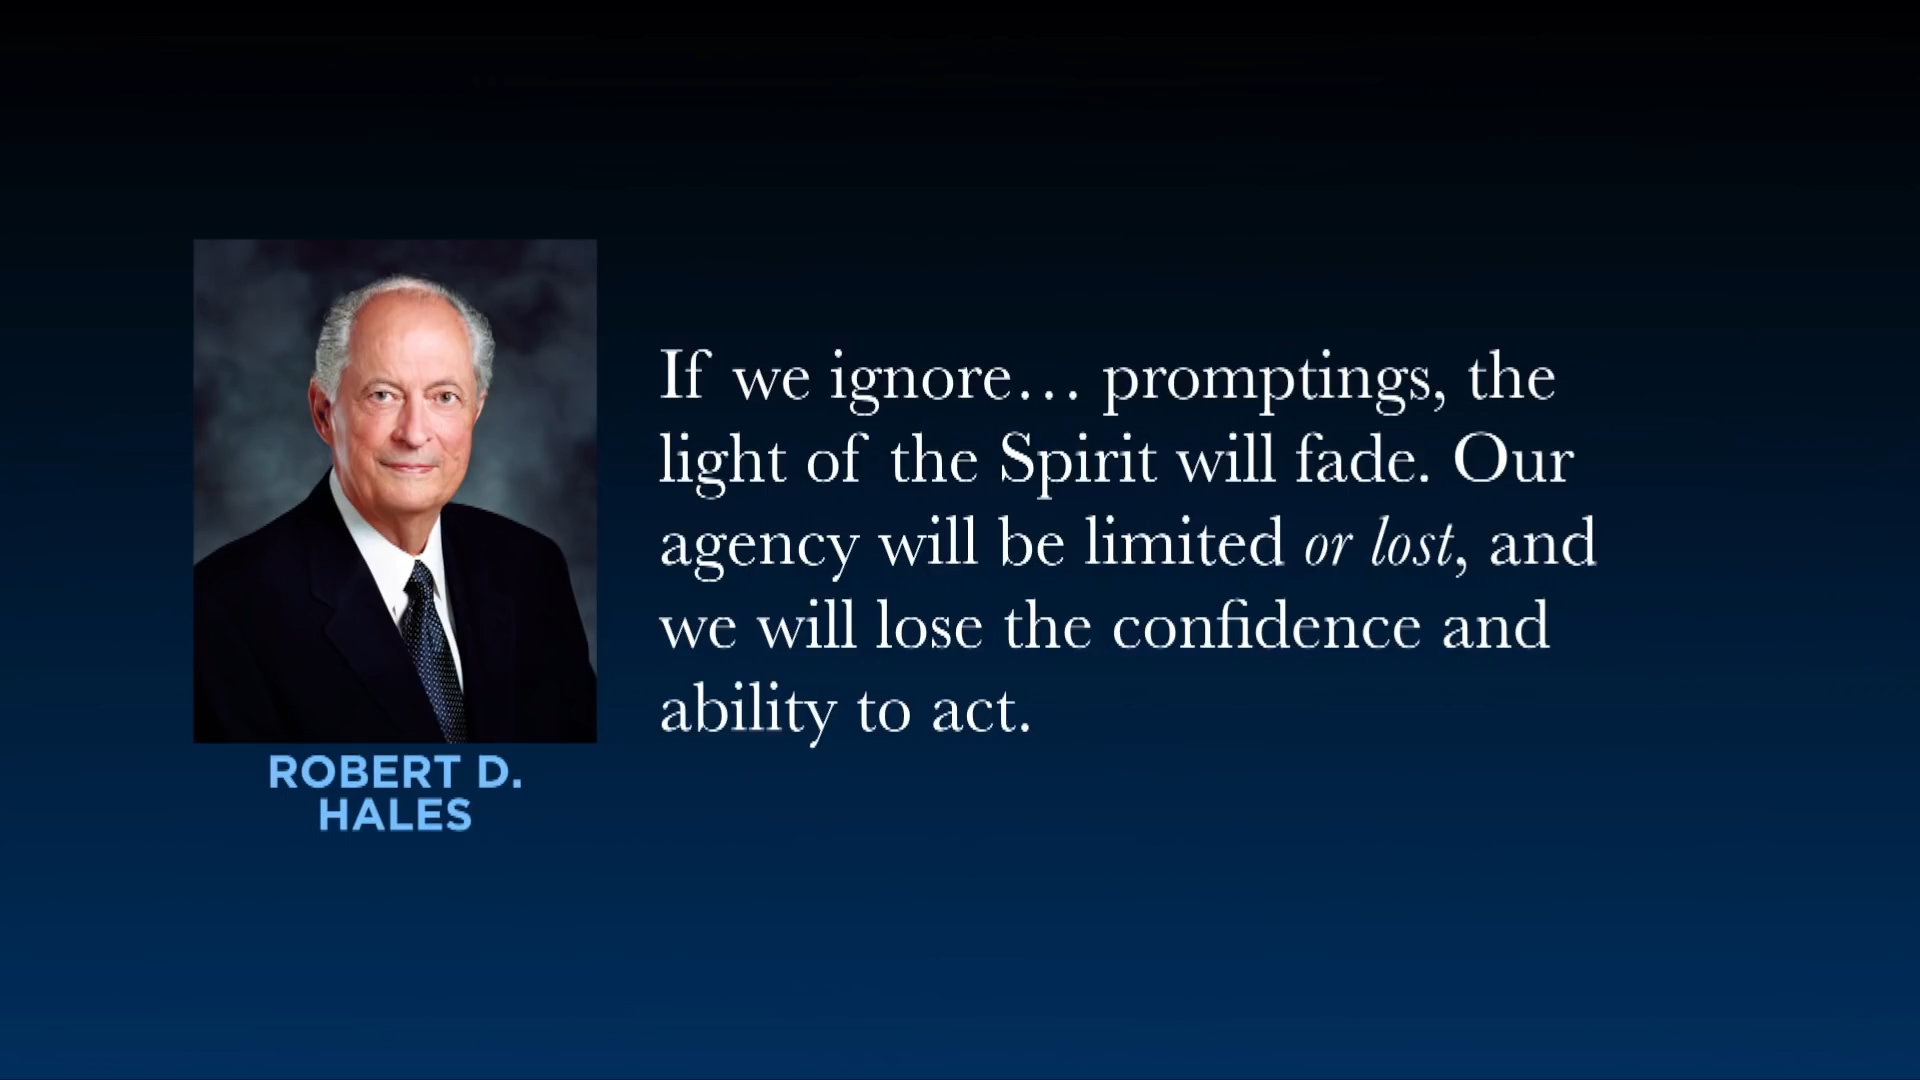 If we ignore… promptings, the
light of the Spirit will fade. Our
agency will be limited or lost, and
we will lose the confidence and
ability to act.
ROBERT D.
HALES